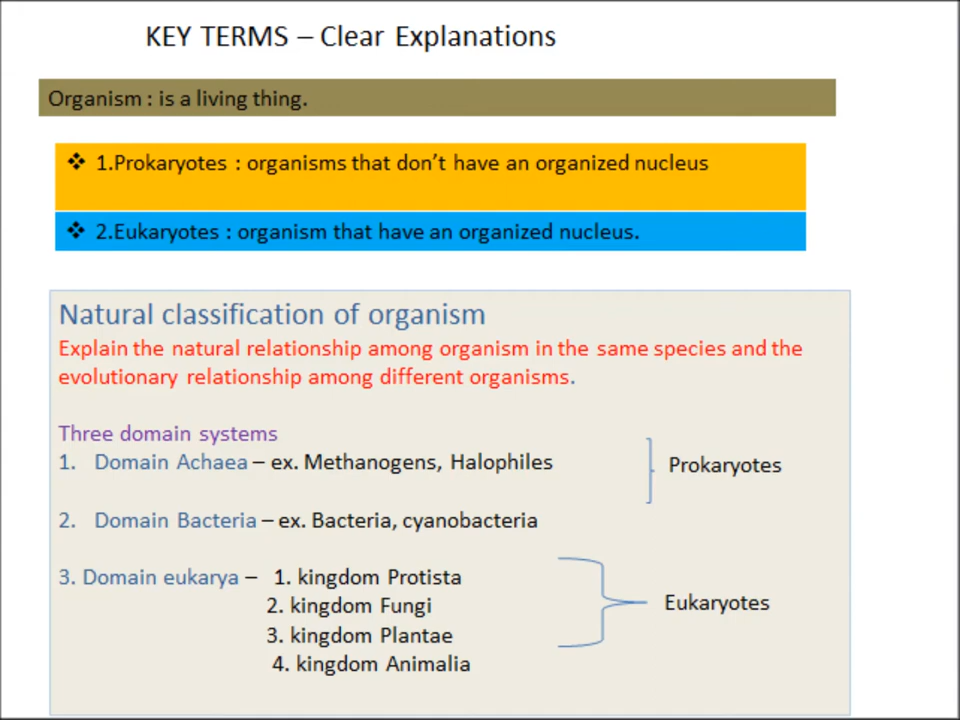 KEY TERMS – Clear Explanations
Organism : is a living thing.
❖ 1.Prokaryotes : organisms that don't have an organized nucleus
❖ 2.Eukaryotes : organism that have an organized nucleus.
Natural classification of organism
Explain the natural relationship among organism in the same species and the
evolutionary relationship among different organisms.
Three domain systems
1. Domain Achaea – ex. Methanogens, Halophiles
Prokaryotes
2. Domain Bacteria – ex. Bacteria, cyanobacteria
3. Domain eukarya – 1. kingdom Protista
2. kingdom Fungi
Eukaryotes
3. kingdom Plantae
4. kingdom Animalia